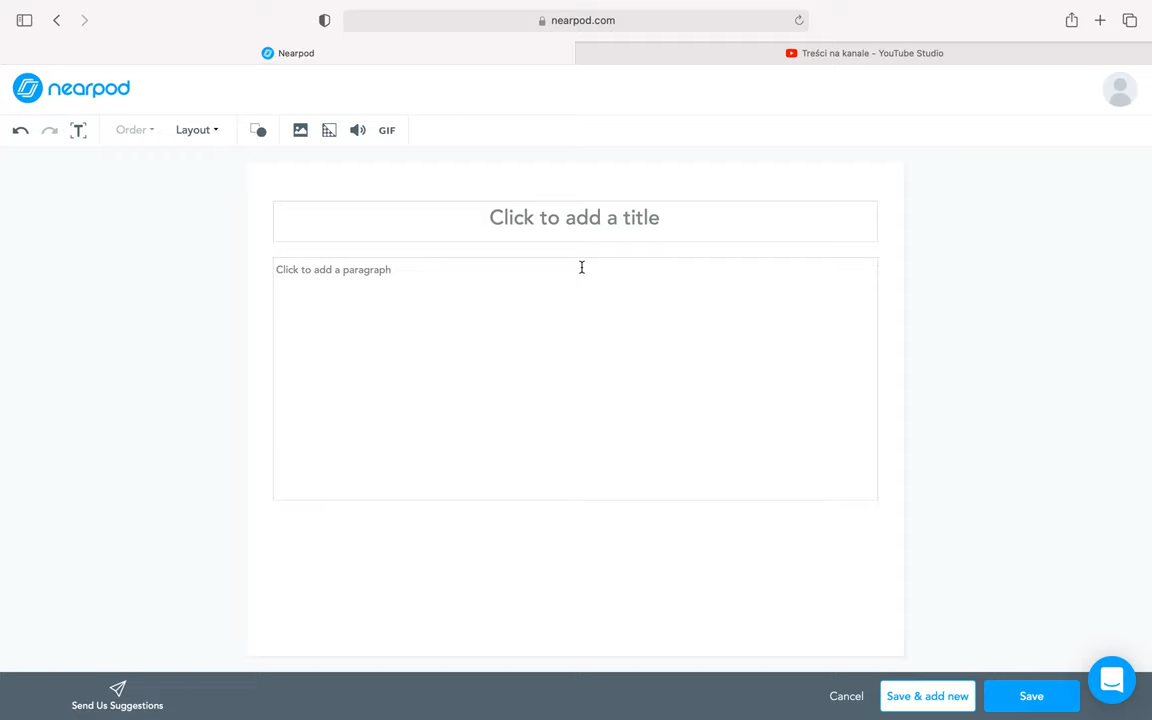 nearpod.com
Nearpod
Treści na kanale - YouTube Studio
nearpod
Order
Layout
GIF
Click to add a title
Click to add a paragraph
Send Us Suggestions
Cancel
Save & add new
Save